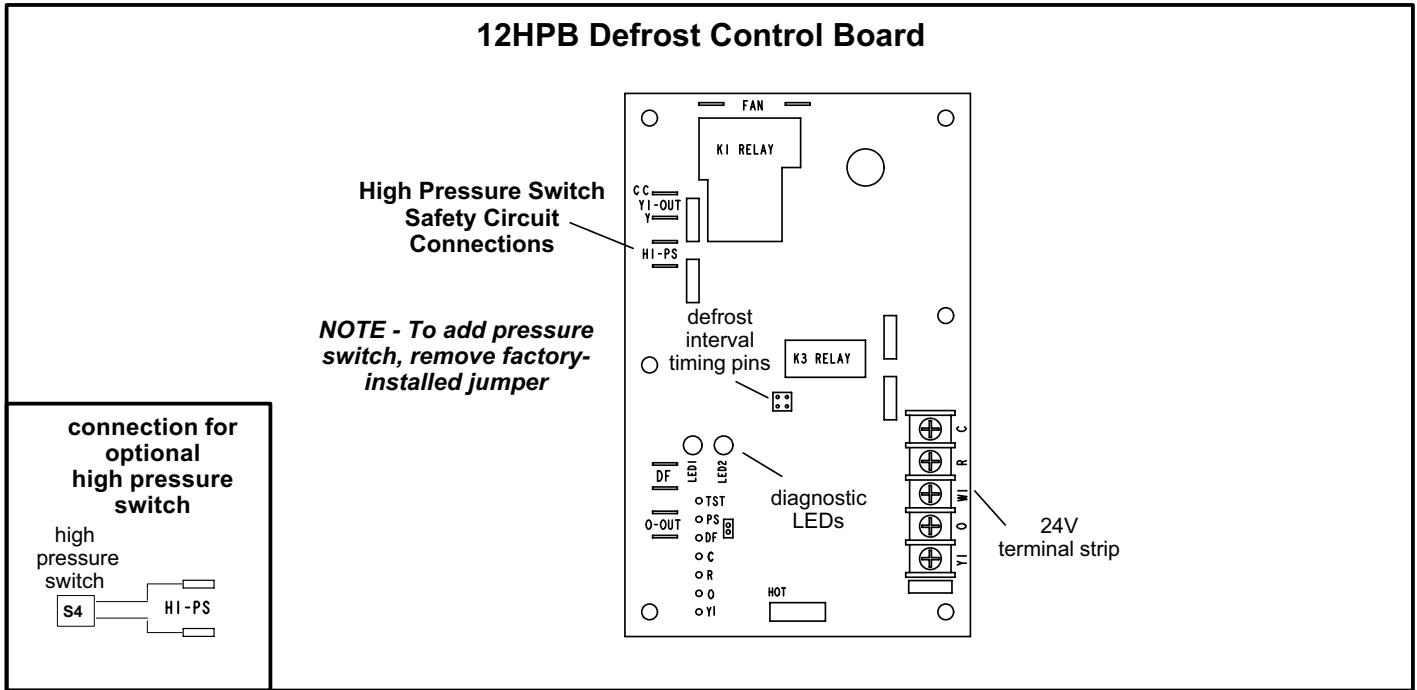 12HPB Defrost Control Board
FAN
K1 RELAY
High Pressure Switch
Safety Circuit
Connections
CC
Y1-OUT
Y
HI-PS
NOTE - To add pressure
switch, remove factory-
installed jumper
defrost
interval
timing pins
K3 RELAY
connection for
optional
high pressure
switch
high
pressure
switch
S4
HI-PS
LED1
LED2
diagnostic
LEDs
DF
O-OUT
TST
PS
DF
C
R
O
Y1
HOT
C
R
W1
O
Y1
24V
terminal strip